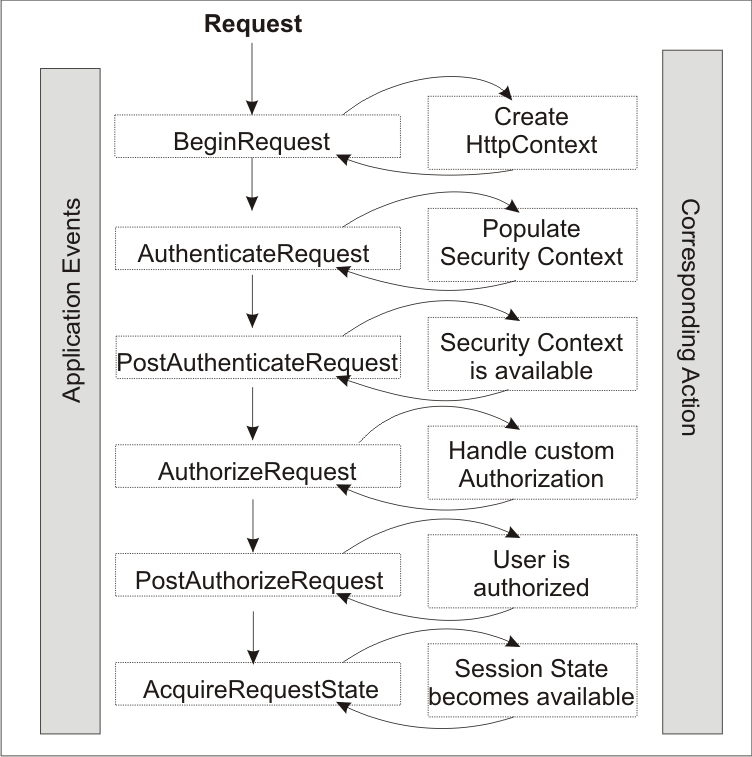 Request
Application Events
Corresponding Action
BeginRequest
Create
HttpContext
AuthenticateRequest
Populate
Security Context
PostAuthenticateRequest
Security Context
is available
AuthorizeRequest
Handle custom
Authorization
PostAuthorizeRequest
User is
authorized
AcquireRequestState
Session State
becomes available